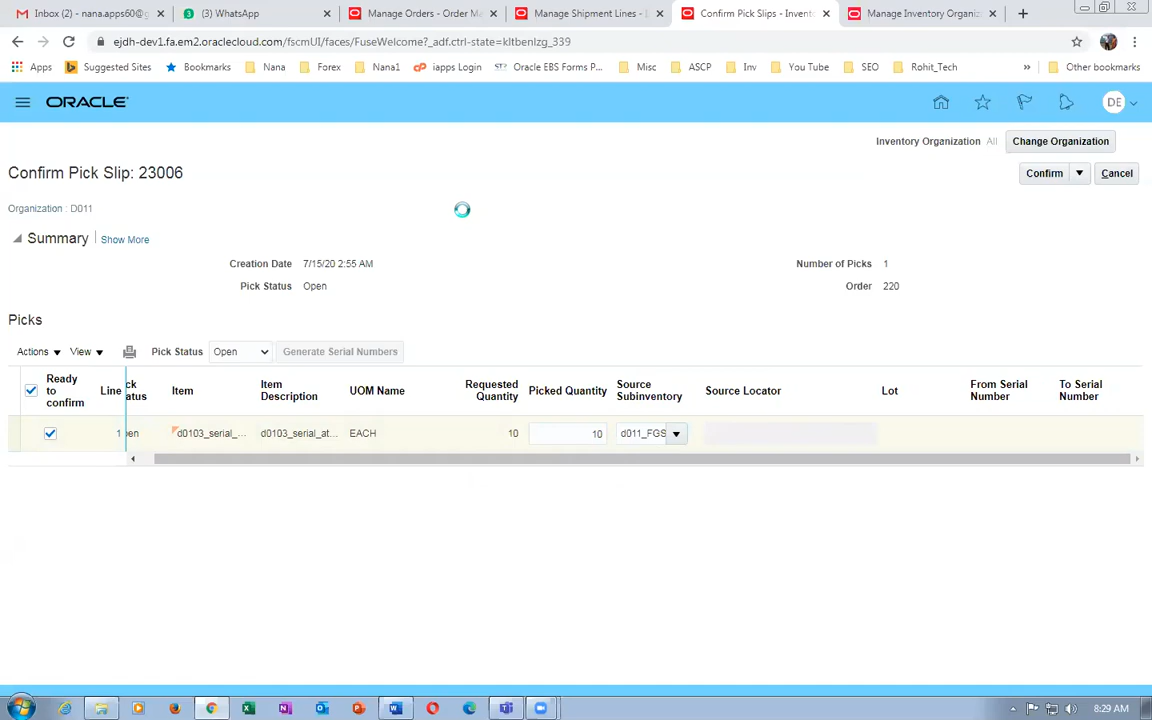 Inbox (2) - nana.apps60@g
(3) WhatsApp
Manage Orders - Order Ma
Manage Shipment Lines -
Confirm Pick Slips - Invent
Manage Inventory Organiz
ejdh-dev1.fa.em2.oraclecloud.com/fscmUI/faces/FuseWelcome?_adf.ctrl-state=kltbenlzg_339
Apps
Suggested Sites
Bookmarks
Nana
Forex
Nana1
iapps Login
Oracle EBS Forms P...
Misc
ASCP
Inv
You Tube
SEO
Rohit_Tech
»
Other bookmarks
ORACLE
DE
Inventory Organization All
Change Organization
Confirm Pick Slip: 23006
Confirm
Cancel
Organization : D011
Summary
Show More
Creation Date 7/15/20 2:55 AM
Number of Picks 1
Pick Status Open
Order 220
Picks
Actions
View
Pick Status
Open
Generate Serial Numbers
Ready to confirm
Line
ck atus
Item
Item Description
UOM Name
Requested Quantity
Picked Quantity
Source Subinventory
Source Locator
Lot
From Serial Number
To Serial Number
1
en
d0103_serial_...
d0103_serial_at...
EACH
10
10
d011_FGS
8:29 AM